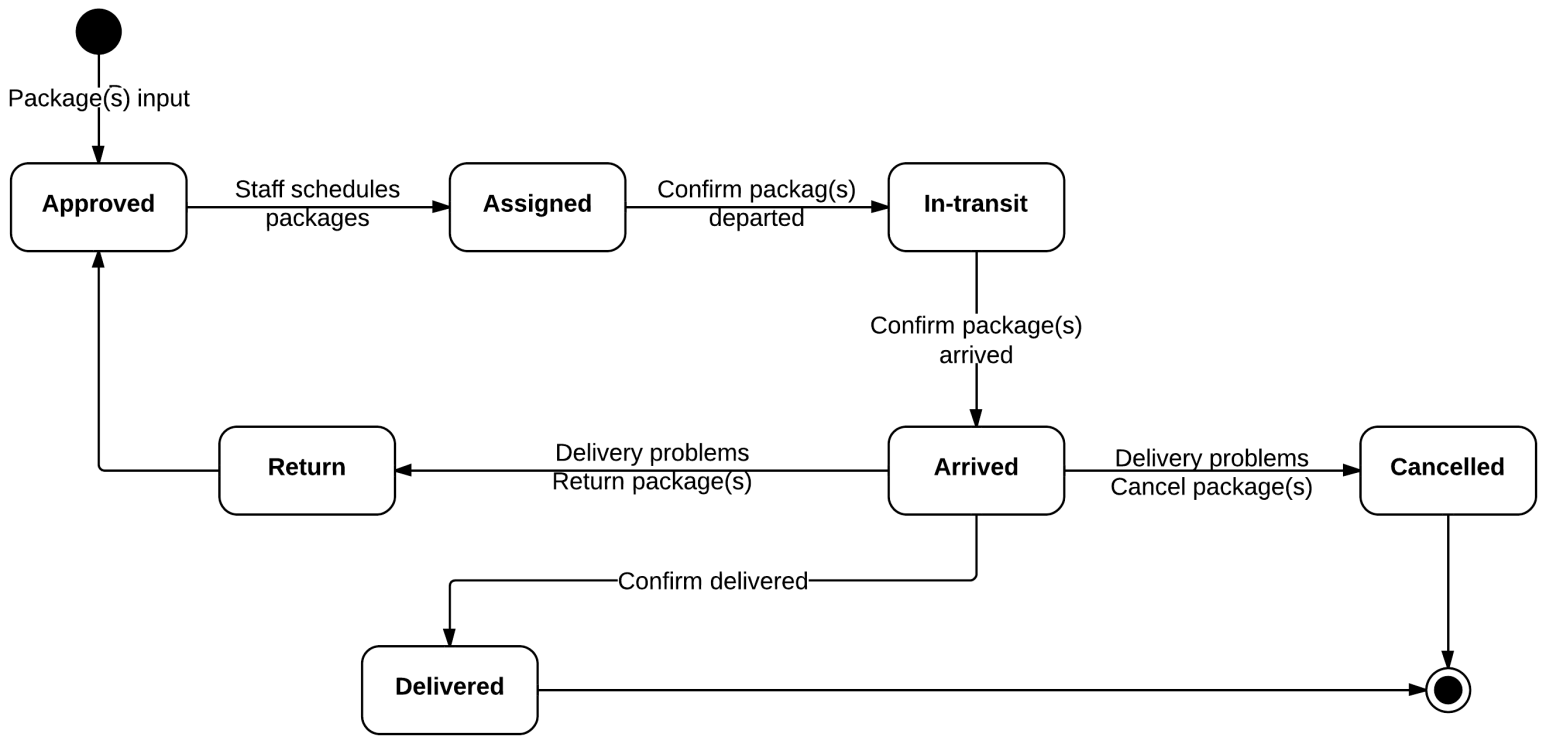 Package(s) input
Approved
Staff schedules
packages
Assigned
Confirm packag(s)
departed
In-transit
Confirm package(s)
arrived
Return
Delivery problems
Return package(s)
Arrived
Delivery problems
Cancel package(s)
Cancelled
Confirm delivered
Delivered